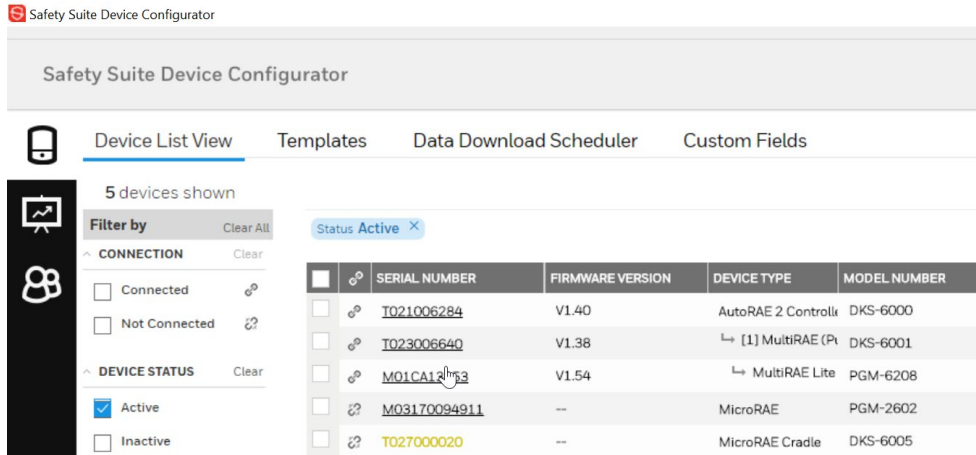 Safety Suite Device Configurator
Safety Suite Device Configurator
Device List View Templates Data Download Scheduler Custom Fields
5 devices shown
Filter by Clear All
Status Active ×
CONNECTION Clear
SERIAL NUMBER FIRMWARE VERSION DEVICE TYPE MODEL NUMBER
Connected
T021006284 V1.40 AutoRAE 2 Controlle DKS-6000
Not Connected
T023006640 V1.38 [1] MultiRAE (Pu DKS-6001
DEVICE STATUS Clear
V1.54 MultiRAE Lite PGM-6208
Active
M03170094911 -- MicroRAE PGM-2602
Inactive
T027000020 -- MicroRAE Cradle DKS-6005